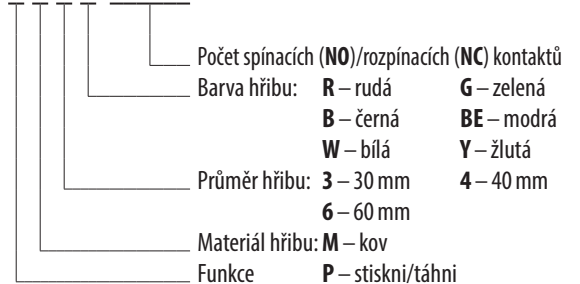 Počet spínacích (NO)/rozpínacích (NC) kontaktů
Barva hřibu: R – rudá G – zelená
B – černá BE – modrá
W – bílá Y – žlutá
Průměr hřibu: 3 – 30 mm 4 – 40 mm
6 – 60 mm
Materiál hřibu: M – kov
Funkce P – stiskni/táhni